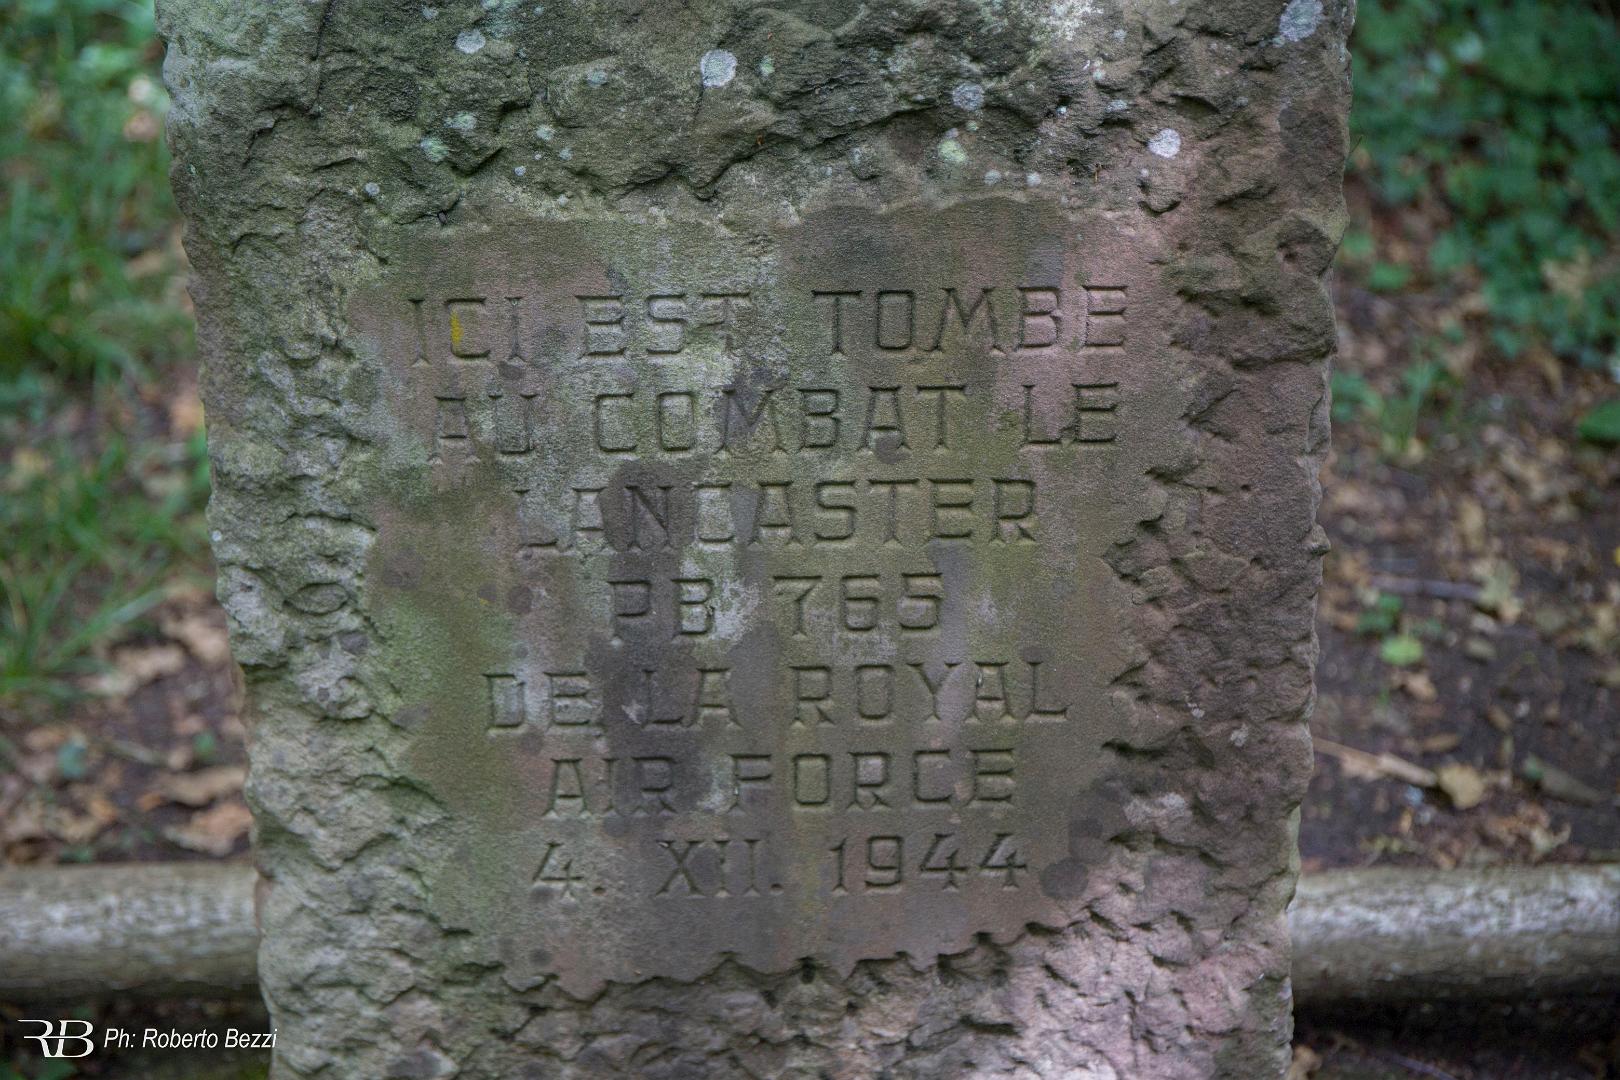 ICI EST TOMBE
AU COMBAT LE
LANCASTER
PB 765
DE LA ROYAL
AIR FORCE
4. XII. 1944
RB Ph: Roberto Bezzi